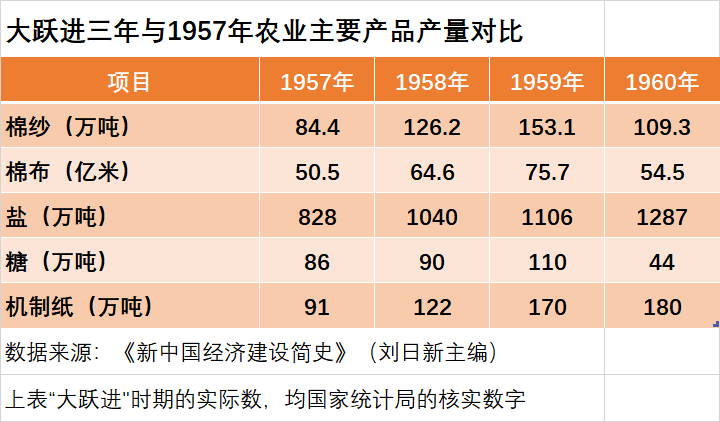 大跃进三年与1957年农业主要产品产量对比
项目 1957年 1958年 1959年 1960年
棉纱（万吨） 84.4 126.2 153.1 109.3
棉布（亿米） 50.5 64.6 75.7 54.5
盐（万吨） 828 1040 1106 1287
糖（万吨） 86 90 110 44
机制纸（万吨） 91 122 170 180
数据来源：《新中国经济建设简史》（刘日新主编）
上表“大跃进"时期的实际数，均国家统计局的核实数字